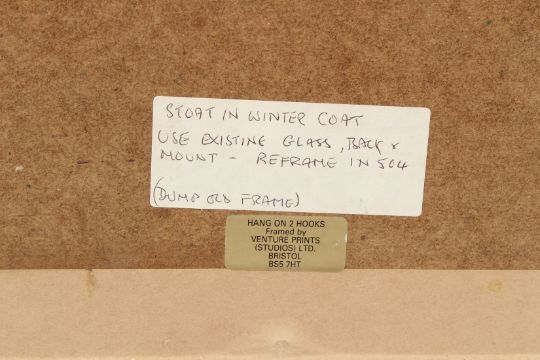 STOAT IN WINTER COAT
USE EXISTING GLASS, BACK &
MOUNT - REFRAME IN 504
(DUMP OLD FRAME)
HANG ON 2 HOOKS
Framed by
VENTURE PRINTS
(STUDIOS) LTD.
BRISTOL
BS5 7HT